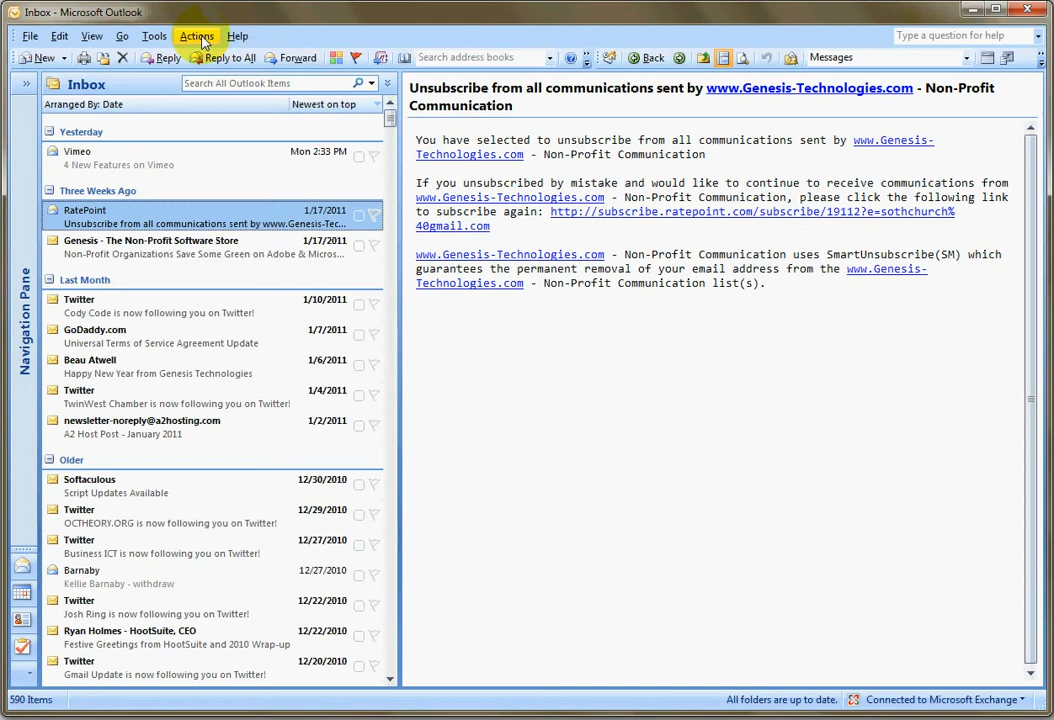 Inbox - Microsoft Outlook
File Edit View Go Tools Actions Help Type a question for help
New Reply Reply to All Forward Search address books Back Messages
Inbox Search All Outlook Items
Arranged By: Date Newest on top
Yesterday
Vimeo Mon 2:33 PM
4 New Features on Vimeo
Three Weeks Ago
RatePoint 1/17/2011
Unsubscribe from all communications sent by www.Genesis-Tec...
Genesis - The Non-Profit Software Store 1/17/2011
Non-Profit Organizations Save Some Green on Adobe & Micros...
Last Month
Twitter 1/10/2011
Cody Code is now following you on Twitter!
GoDaddy.com 1/7/2011
Universal Terms of Service Agreement Update
Beau Atwell 1/6/2011
Happy New Year from Genesis Technologies
Twitter 1/4/2011
TwinWest Chamber is now following you on Twitter!
newsletter-noreply@a2hosting.com 1/2/2011
A2 Host Post - January 2011
Older
Softaculous 12/30/2010
Script Updates Available
Twitter 12/29/2010
OCTHEORY.ORG is now following you on Twitter!
Twitter 12/27/2010
Business ICT is now following you on Twitter!
Barnaby 12/27/2010
Kellie Barnaby - withdraw
Twitter 12/22/2010
Josh Ring is now following you on Twitter!
Ryan Holmes - HootSuite, CEO 12/22/2010
Festive Greetings from HootSuite and 2010 Wrap-up
Twitter 12/20/2010
Gmail Update is now following you on Twitter!
Navigation Pane
Unsubscribe from all communications sent by www.Genesis-Technologies.com - Non-Profit
Communication
You have selected to unsubscribe from all communications sent by www.Genesis-
Technologies.com - Non-Profit Communication
If you unsubscribed by mistake and would like to continue to receive communications from
www.Genesis-Technologies.com - Non-Profit Communication, please click the following link
to subscribe again: http://subscribe.ratepoint.com/subscribe/19112?e=sothchurch%
40gmail.com
www.Genesis-Technologies.com - Non-Profit Communication uses SmartUnsubscribe(SM) which
guarantees the permanent removal of your email address from the www.Genesis-
Technologies.com - Non-Profit Communication list(s).
590 Items All folders are up to date. Connected to Microsoft Exchange